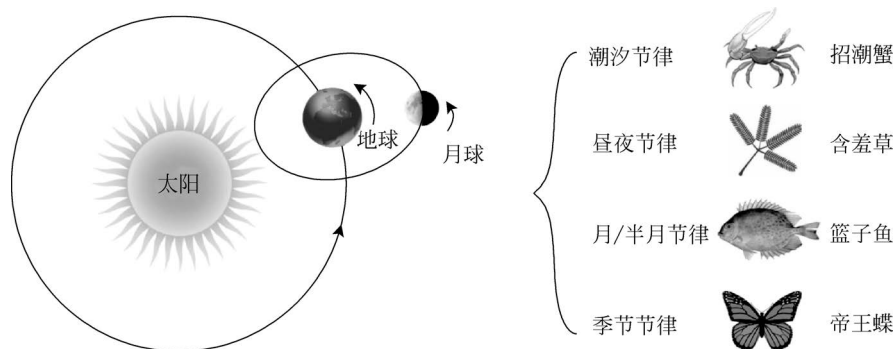 太阳
地球
月球
潮汐节律 招潮蟹
昼夜节律 含羞草
月/半月节律 篮子鱼
季节节律 帝王蝶